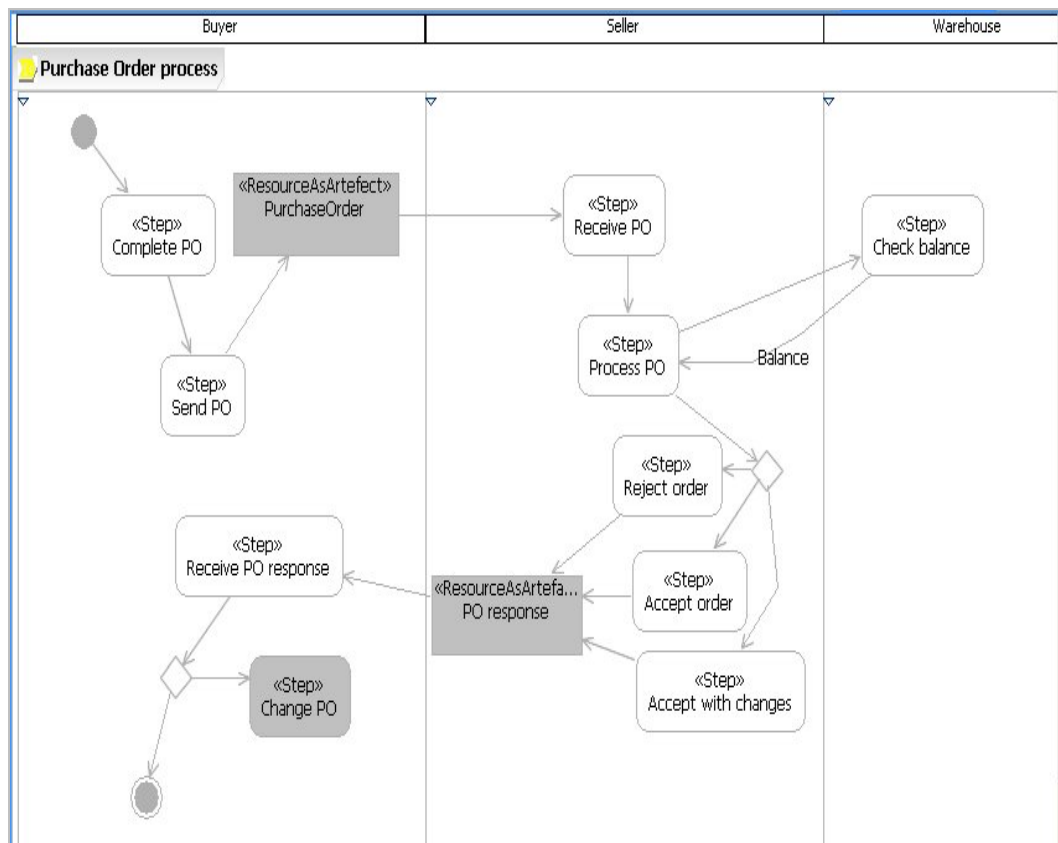 Buyer
Seller
Warehouse
Purchase Order process
«Step»
Complete PO
«ResourceAsArtefect»
PurchaseOrder
«Step»
Receive PO
«Step»
Check balance
«Step»
Send PO
«Step»
Process PO
Balance
«Step»
Reject order
«Step»
Receive PO response
«ResourceAsArtefa...
PO response
«Step»
Accept order
«Step»
Change PO
«Step»
Accept with changes